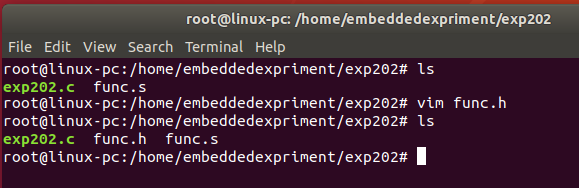 root@linux-pc: /home/embeddedexpriment/exp202
File Edit View Search Terminal Help
root@linux-pc:/home/embeddedexpriment/exp202# ls
exp202.c func.s
root@linux-pc:/home/embeddedexpriment/exp202# vim func.h
root@linux-pc:/home/embeddedexpriment/exp202# ls
exp202.c func.h func.s
root@linux-pc:/home/embeddedexpriment/exp202#